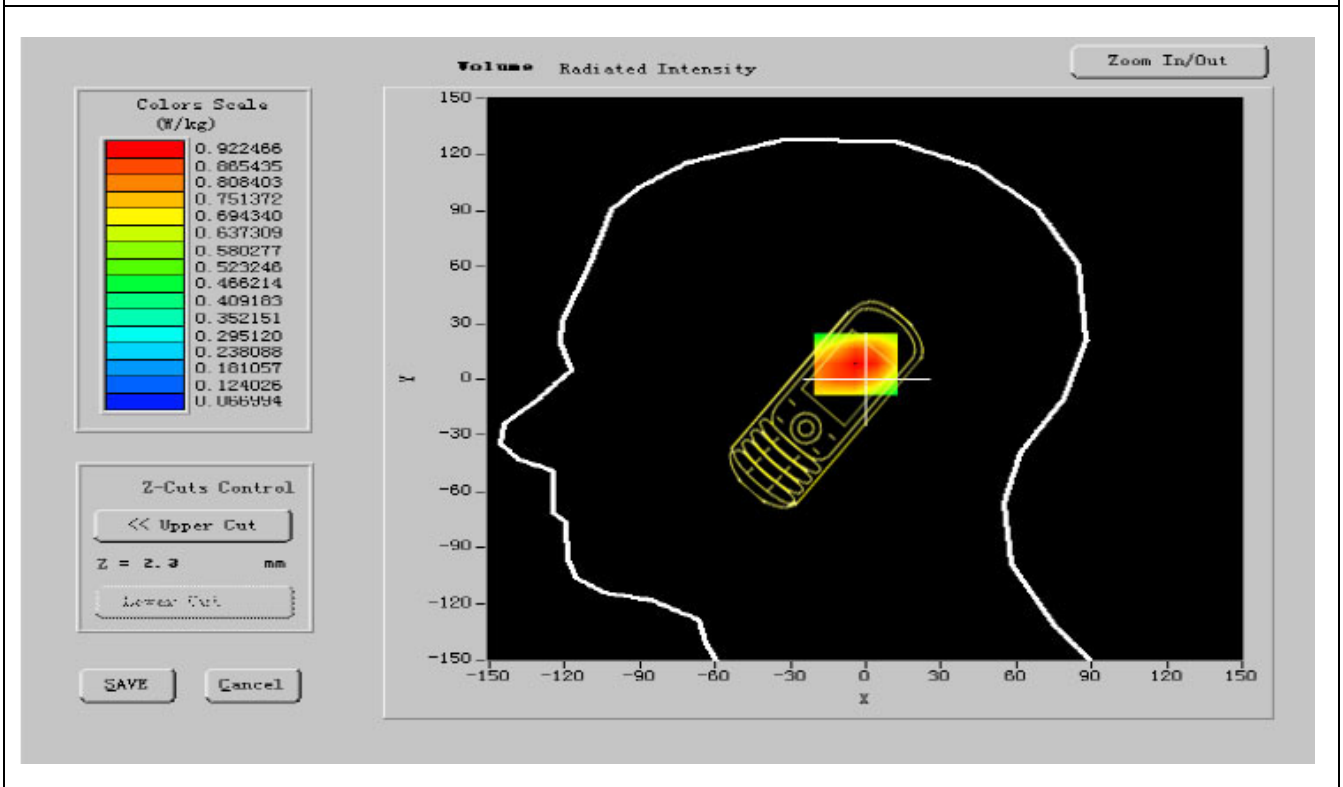 Volume Radiated Intensity
Zoom In/Out
Colors Scale
(W/kg)
0.922466
0.865435
0.808403
0.751372
0.694340
0.637309
0.580277
0.523246
0.466214
0.409183
0.352151
0.295120
0.238088
0.181057
0.124026
0.066994
Z-Cuts Control
<< Upper Cut
Z = 2.3 mm
Lower Cut
SAVE Cancel
150
120
90
60
30
0
-30
-60
-90
-120
-150
Y
-150 -120 -90 -60 -30 0 30 60 90 120 150
X